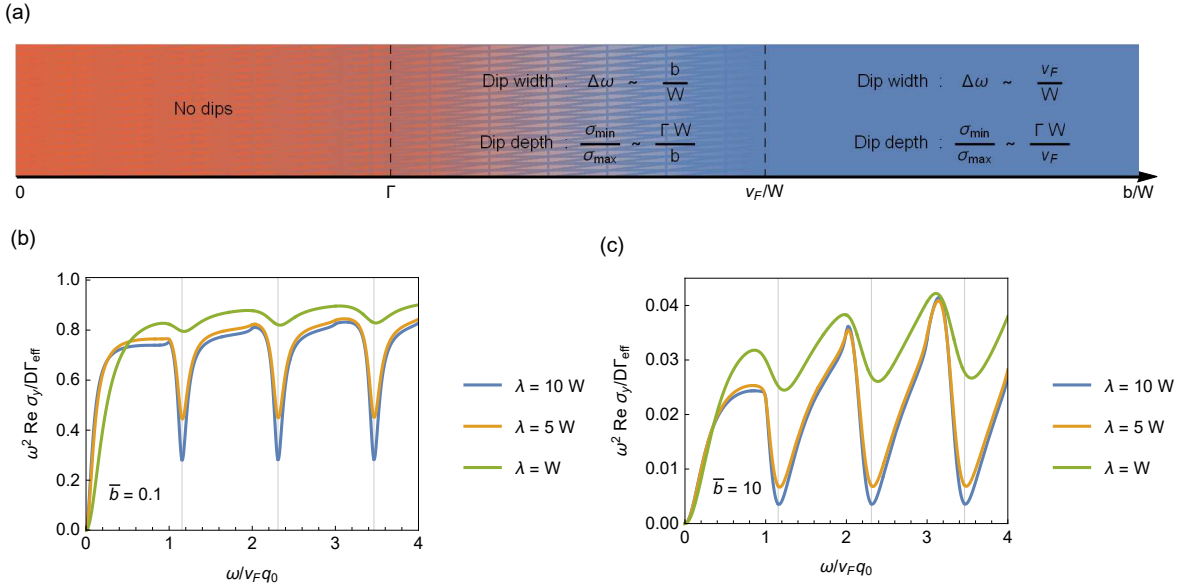 (a)
No dips
Dip width : Δω ~ b/W
Dip depth : σmin/σmax ~ Γ W/b
Dip width : Δω ~ vF/W
Dip depth : σmin/σmax ~ Γ W/vF
0 Γ vF/W b/W
(b)
ω² Re σy/DΓeff
1.0
0.8
0.6
0.4
0.2
0.0
b̅ = 0.1
0 1 2 3 4
ω/vFq0
λ = 10 W
λ = 5 W
λ = W
(c)
ω² Re σy/DΓeff
0.04
0.03
0.02
0.01
0.00
b̅ = 10
0 1 2 3 4
ω/vFq0
λ = 10 W
λ = 5 W
λ = W